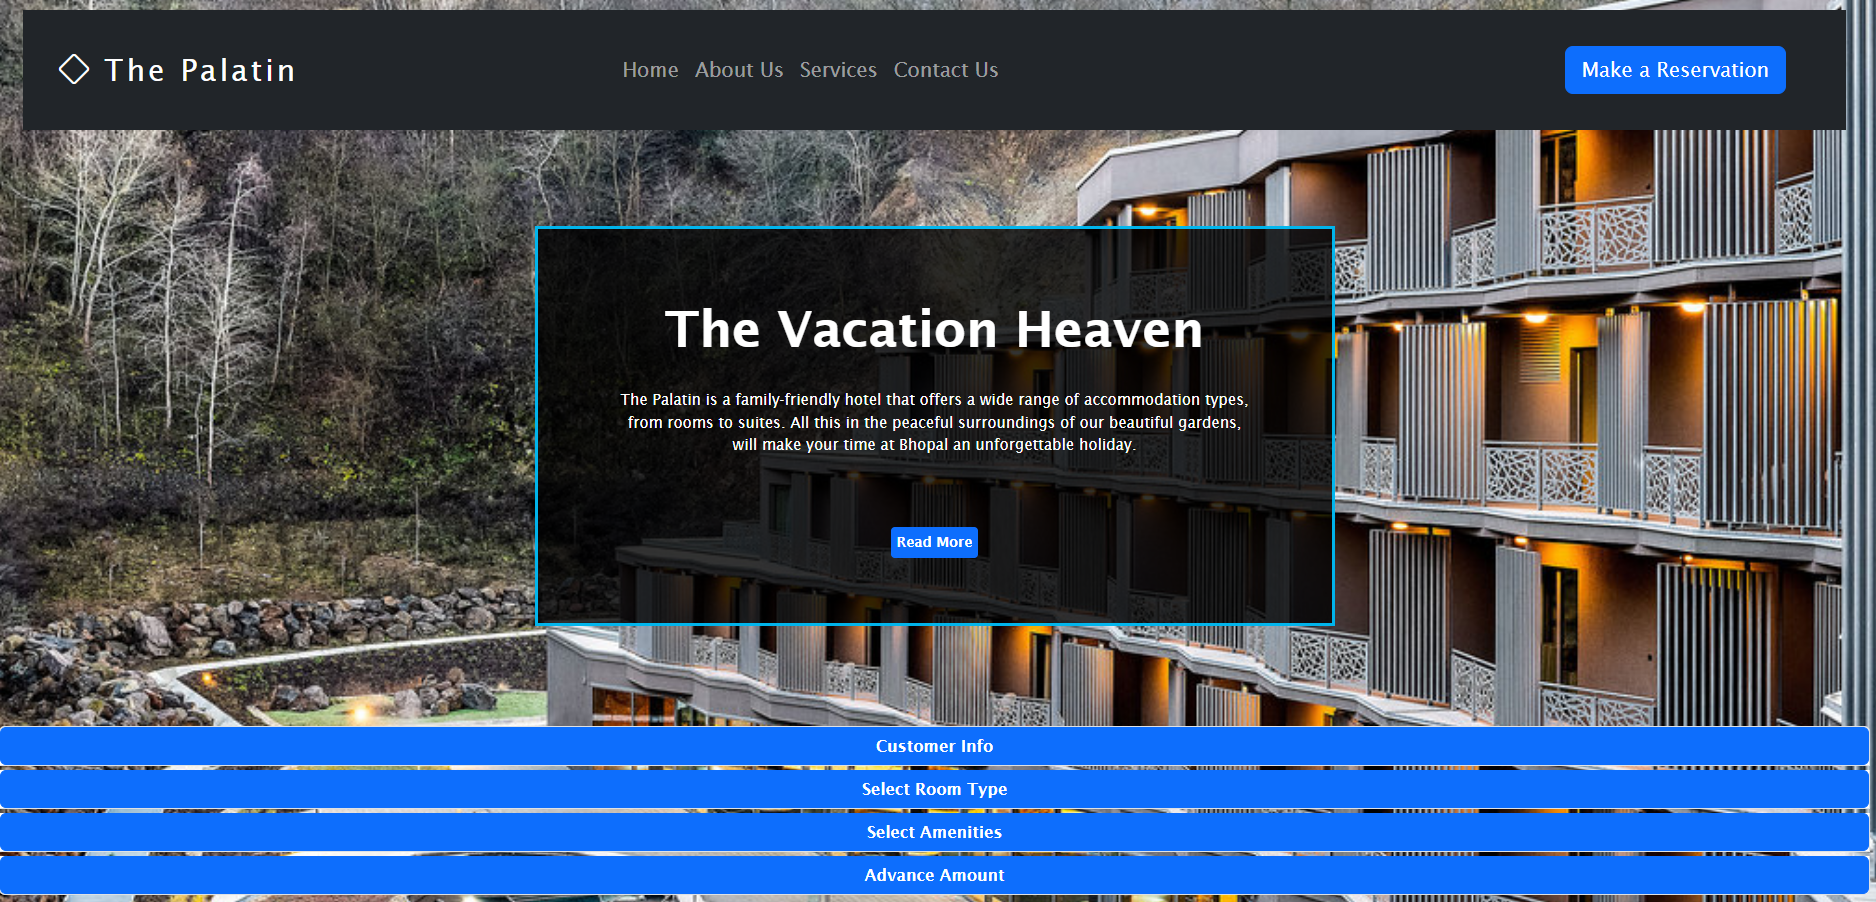 The Palatin
Home About Us Services Contact Us
Make a Reservation
The Vacation Heaven
The Palatin is a family-friendly hotel that offers a wide range of accommodation types,
from rooms to suites. All this in the peaceful surroundings of our beautiful gardens,
will make your time at Bhopal an unforgettable holiday.
Read More
Customer Info
Select Room Type
Select Amenities
Advance Amount